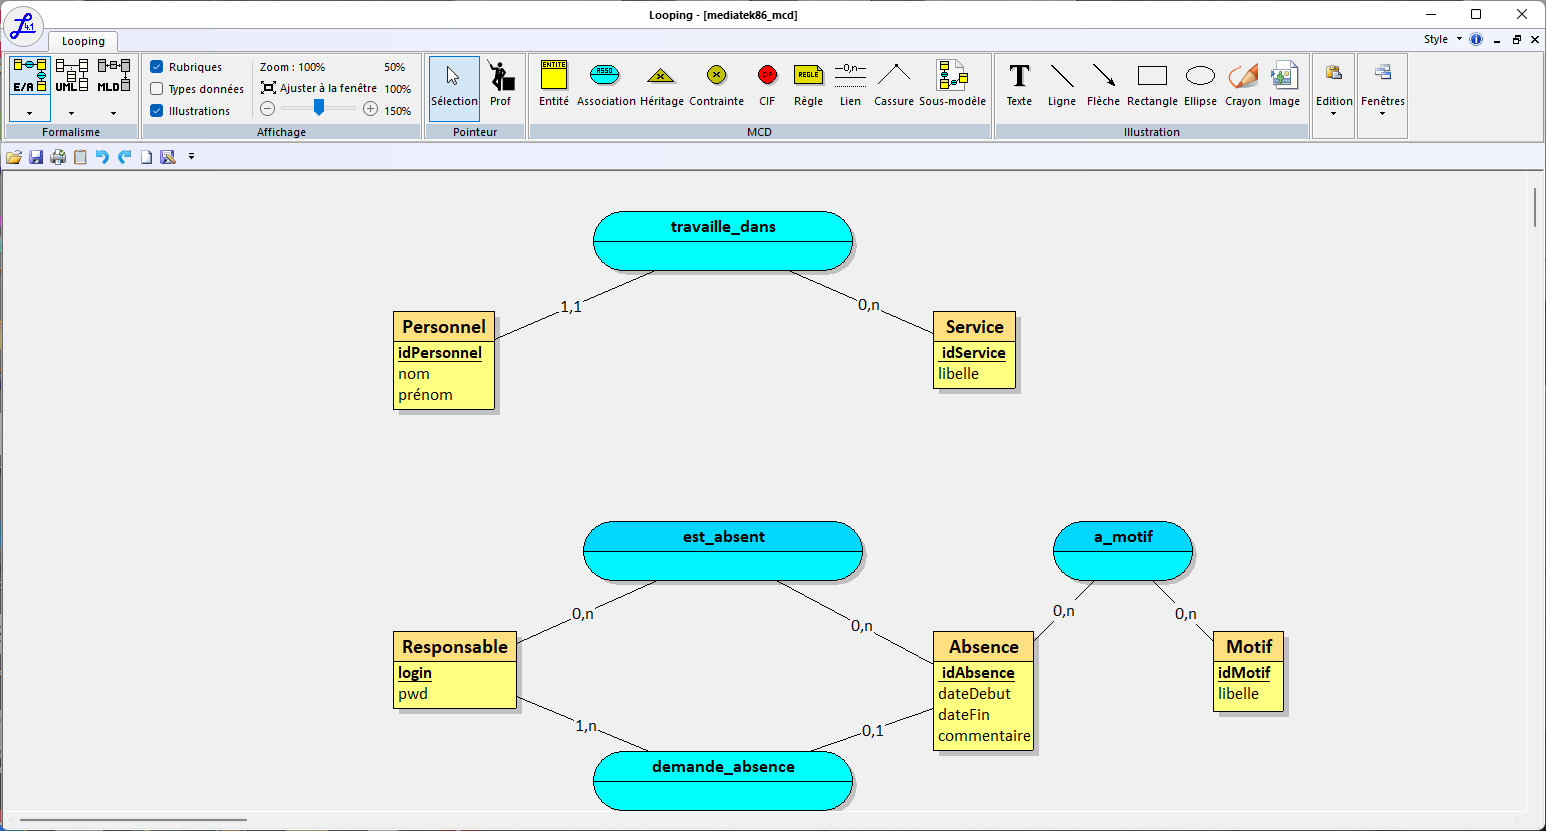 Looping - [mediatek86_mcd]
4.1
Looping
Style
E/A
UML
MLD
Formalisme
Rubriques
Types données
Illustrations
Zoom : 100%
50%
Ajuster à la fenêtre
100%
150%
Affichage
Sélection
Prof
Pointeur
ENTITE
Entité
ASSO
Association
Héritage
Contrainte
CIF
CIF
REGLE
Règle
0,n
Lien
Cassure
Sous-modèle
MCD
T
Texte
Ligne
Flèche
Rectangle
Ellipse
Crayon
Image
Illustration
Edition
Fenêtres
travaille_dans
1,1
0,n
Personnel
idPersonnel
nom
prénom
Service
idService
libelle
est_absent
a_motif
0,n
0,n
0,n
0,n
Responsable
login
pwd
Absence
idAbsence
dateDebut
dateFin
commentaire
Motif
idMotif
libelle
1,n
0,1
demande_absence